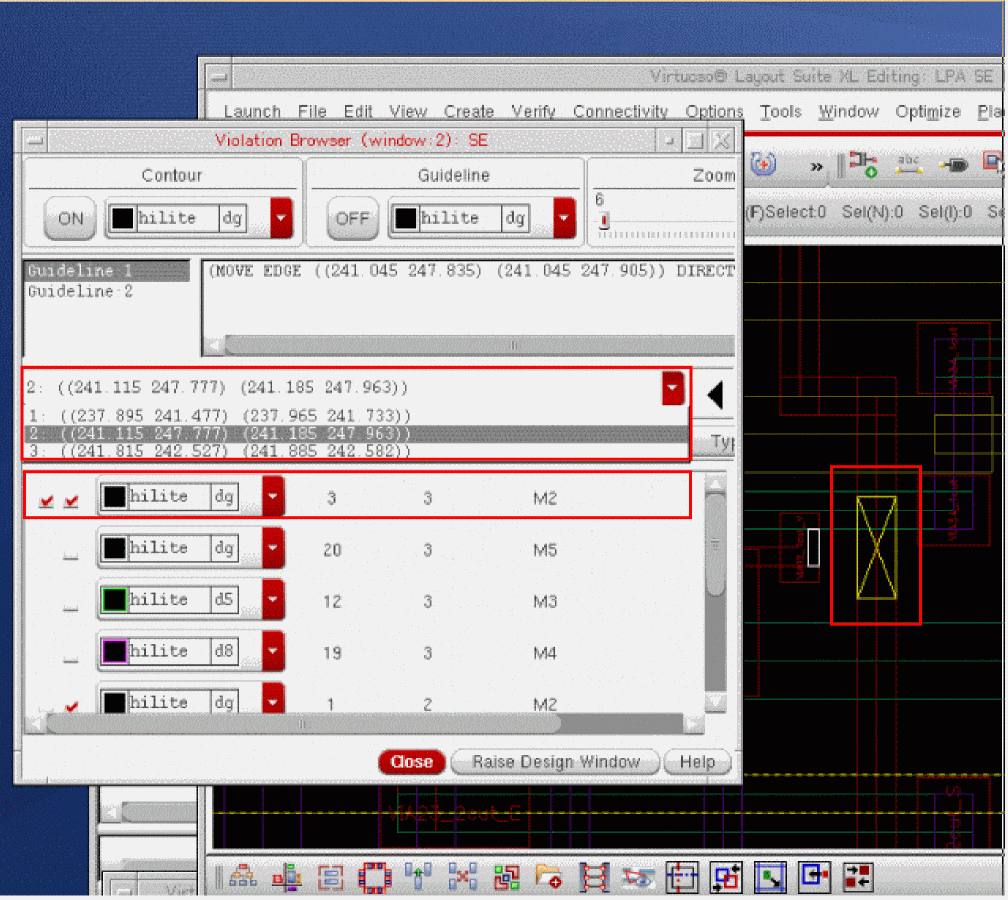 Virtuoso® Layout Suite XL Editing: LPA SE
Launch File Edit View Create Verify Connectivity Options Tools Window Optimize Pla
Violation Browser (window:2): SE
Contour Guideline Zoom
ON hilite dg OFF hilite dg 6
» abc
(F)Select:0 Sel(N):0 Sel(I):0 Se
Guideline 1 (MOVE EDGE ((241.045 247.835) (241.045 247.905)) DIRECT
Guideline 2
2: ((241.115 247.777) (241.185 247.963))
1: ((237.895 241.477) (237.965 241.733))
2: ((241.115 247.777) (241.185 247.963))
3: ((241.815 242.527) (241.885 242.582))
Typ
hilite dg 3 3 M2
hilite dg 20 3 M5
hilite d5 12 3 M3
hilite d8 19 3 M4
hilite dg 1 2 M2
Close Raise Design Window Help
Virt